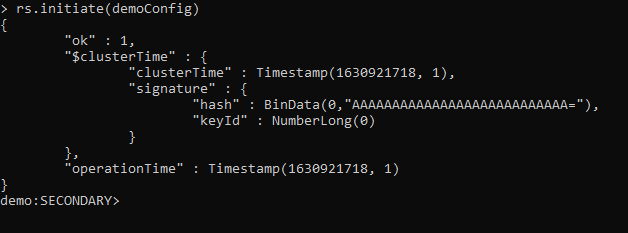 > rs.initiate(demoConfig)
{
        "ok" : 1,
        "$clusterTime" : {
                "clusterTime" : Timestamp(1630921718, 1),
                "signature" : {
                        "hash" : BinData(0,"AAAAAAAAAAAAAAAAAAAAAAAAAAA="),
                        "keyId" : NumberLong(0)
                }
        },
        "operationTime" : Timestamp(1630921718, 1)
}
demo:SECONDARY>